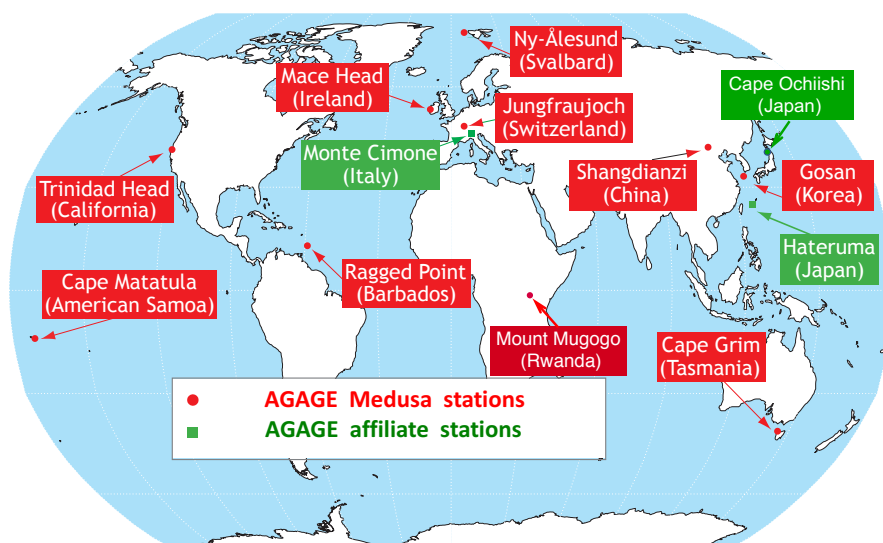 Ny-Ålesund
(Svalbard)
Mace Head
(Ireland)
Jungfraujoch
(Switzerland)
Cape Ochiishi
(Japan)
Monte Cimone
(Italy)
Shangdianzi
(China)
Gosan
(Korea)
Trinidad Head
(California)
Hateruma
(Japan)
Cape Matatula
(American Samoa)
Ragged Point
(Barbados)
Mount Mugogo
(Rwanda)
Cape Grim
(Tasmania)
AGAGE Medusa stations
AGAGE affiliate stations